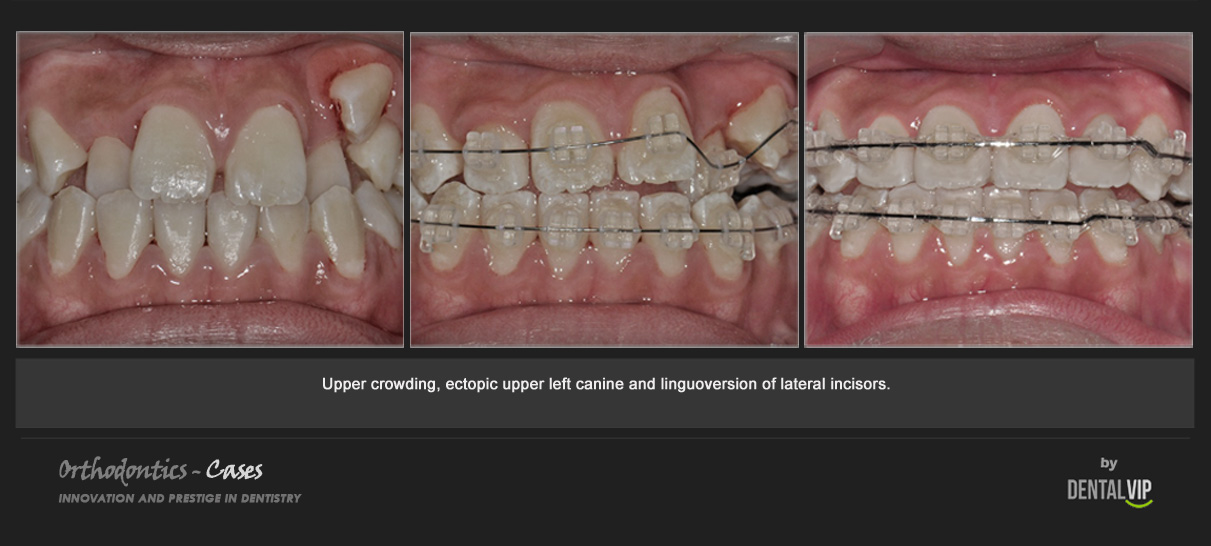 Upper crowding, ectopic upper left canine and linguoversion of lateral incisors.
Orthodontics - Cases
INNOVATION AND PRESTIGE IN DENTISTRY
by
DENTALVIP